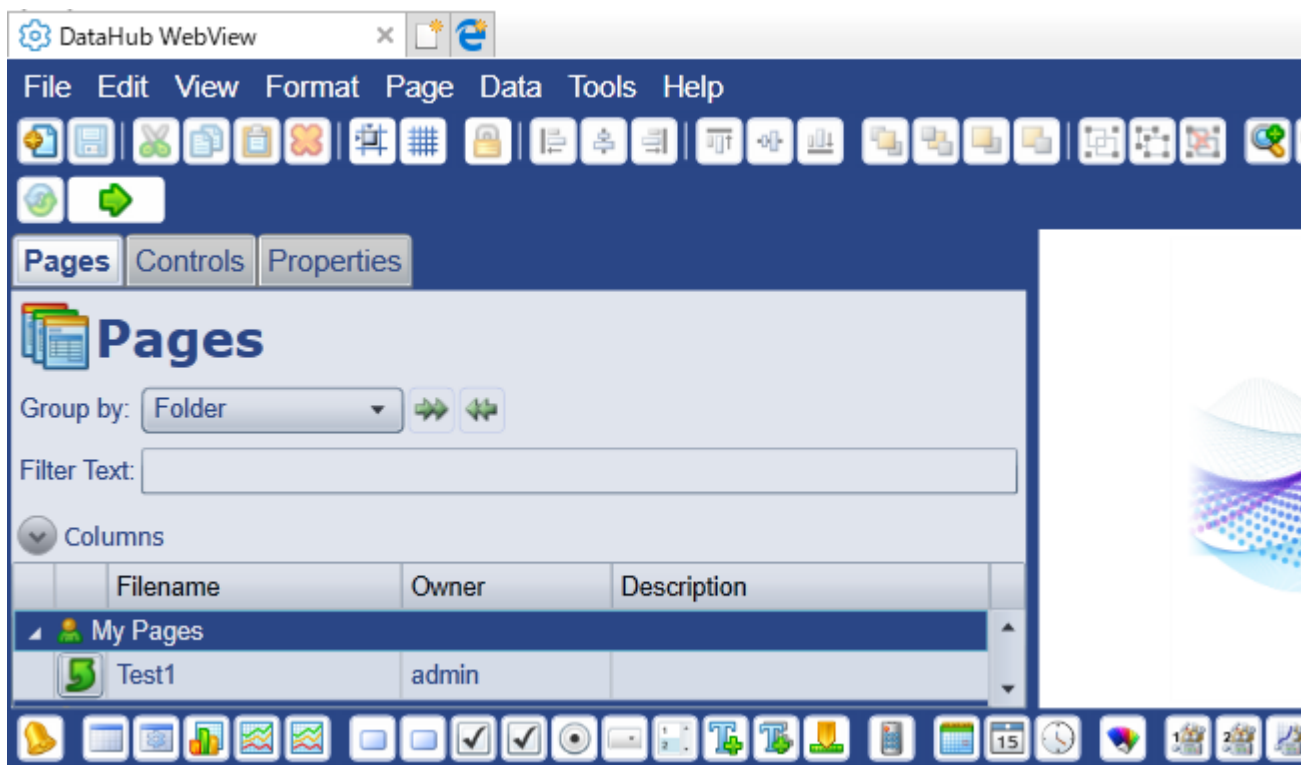 DataHub WebView
File Edit View Format Page Data Tools Help
Pages Controls Properties
Pages
Group by: Folder
Filter Text:
Columns
Filename Owner Description
My Pages
Test1 admin
15